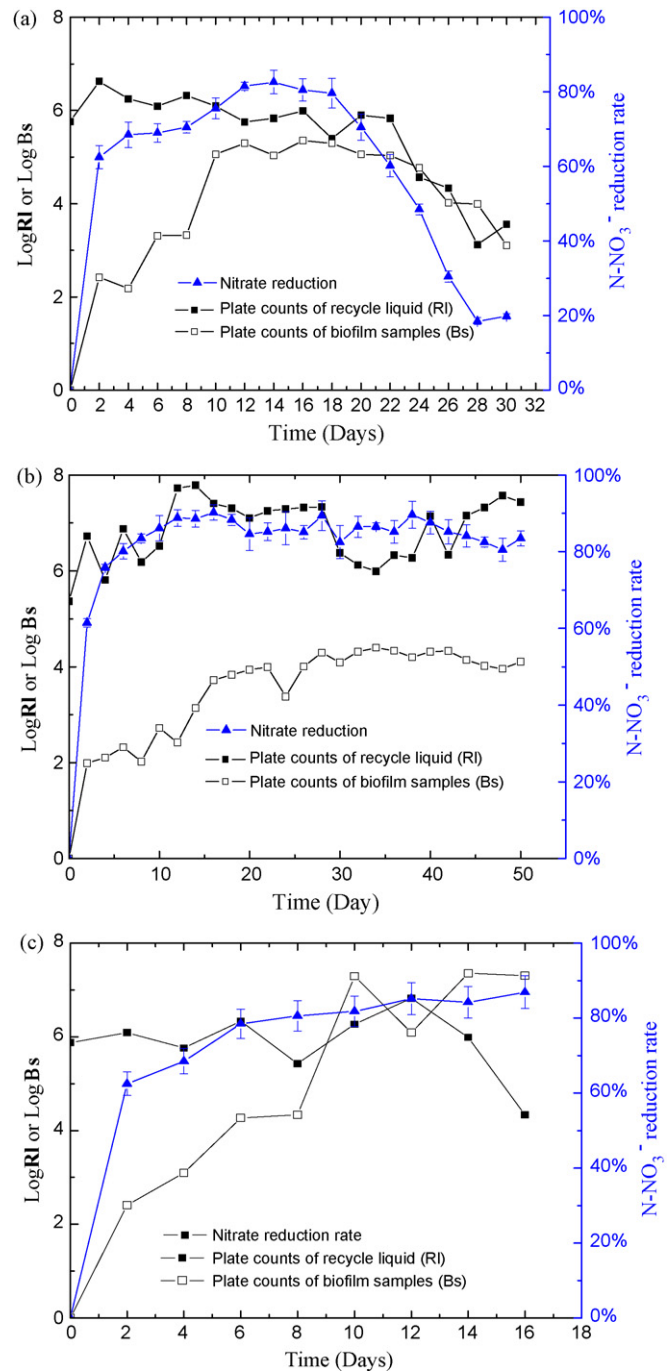 (a)
8
6
4
2
0
LogRl or Log Bs
100%
80%
60%
40%
20%
0%
N-NO₃⁻ reduction rate
Nitrate reduction
Plate counts of recycle liquid (Rl)
Plate counts of biofilm samples (Bs)
0 2 4 6 8 10 12 14 16 18 20 22 24 26 28 30 32
Time (Days)
(b)
8
6
4
2
0
LogRl or Log Bs
100%
80%
60%
40%
20%
0%
N-NO₃⁻ reduction rate
Nitrate reduction
Plate counts of recycle liquid (Rl)
Plate counts of biofilm samples (Bs)
0 10 20 30 40 50
Time (Day)
(c)
8
6
4
2
0
LogRl or Log Bs
100%
80%
60%
40%
20%
0%
N-NO₃⁻ reduction rate
Nitrate reduction rate
Plate counts of recycle liquid (Rl)
Plate counts of biofilm samples (Bs)
0 2 4 6 8 10 12 14 16 18
Time (Days)